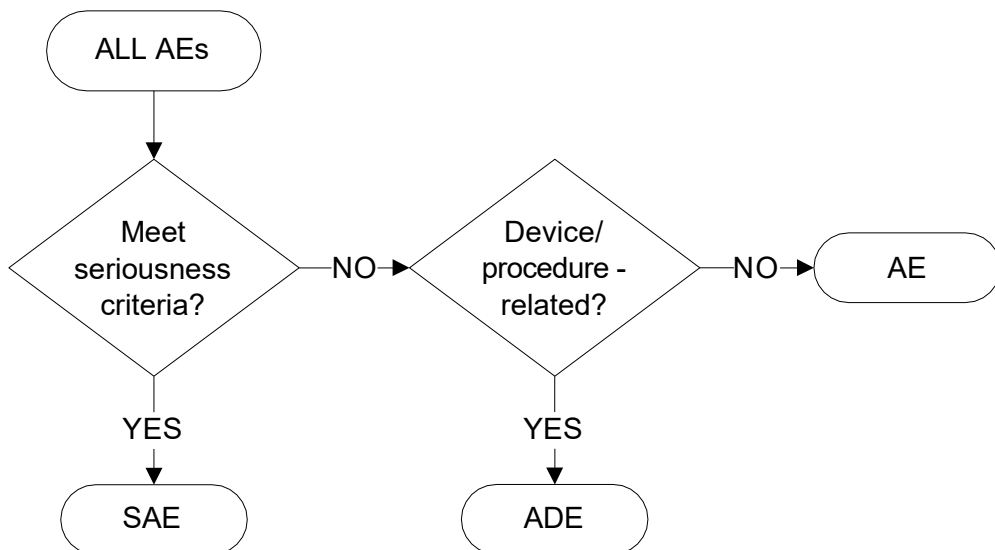 ALL AEs
Meet
seriousness
criteria?
NO
Device/
procedure -
related?
NO
AE
YES
YES
SAE
ADE